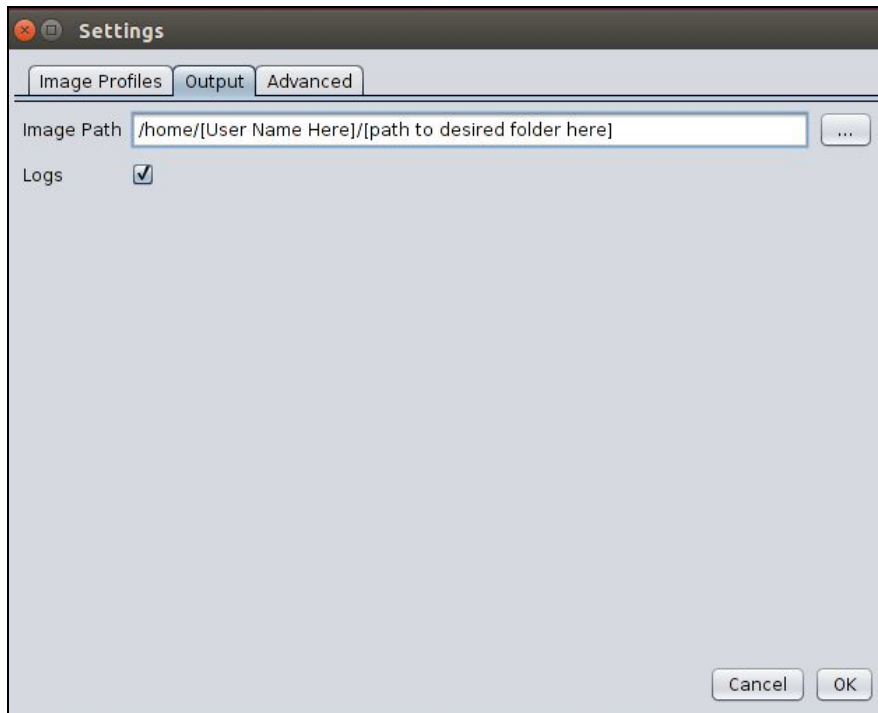 Settings
Image Profiles Output Advanced
Image Path /home/[User Name Here]/[path to desired folder here] ...
Logs
Cancel OK